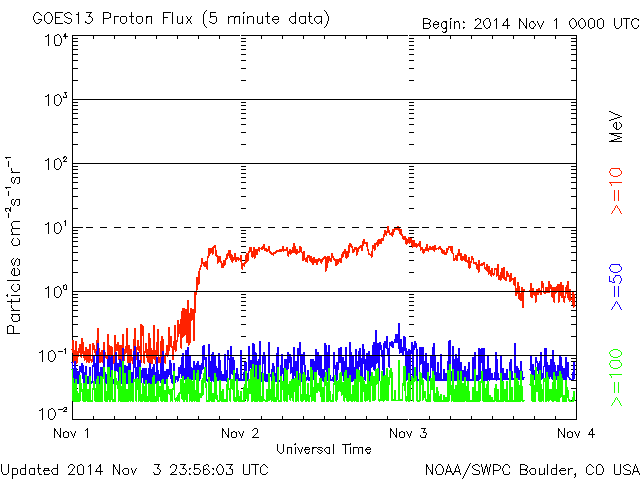 GOES13 Proton Flux (5 minute data)
Begin: 2014 Nov 1 0000 UTC
10⁴
10³
10²
10¹
10⁰
10⁻¹
10⁻²
Particles cm⁻²s⁻¹sr⁻¹
MeV
>=10
>=50
>=100
Nov 1
Nov 2
Nov 3
Nov 4
Universal Time
Updated 2014 Nov 3 23:56:03 UTC
NOAA/SWPC Boulder, CO USA